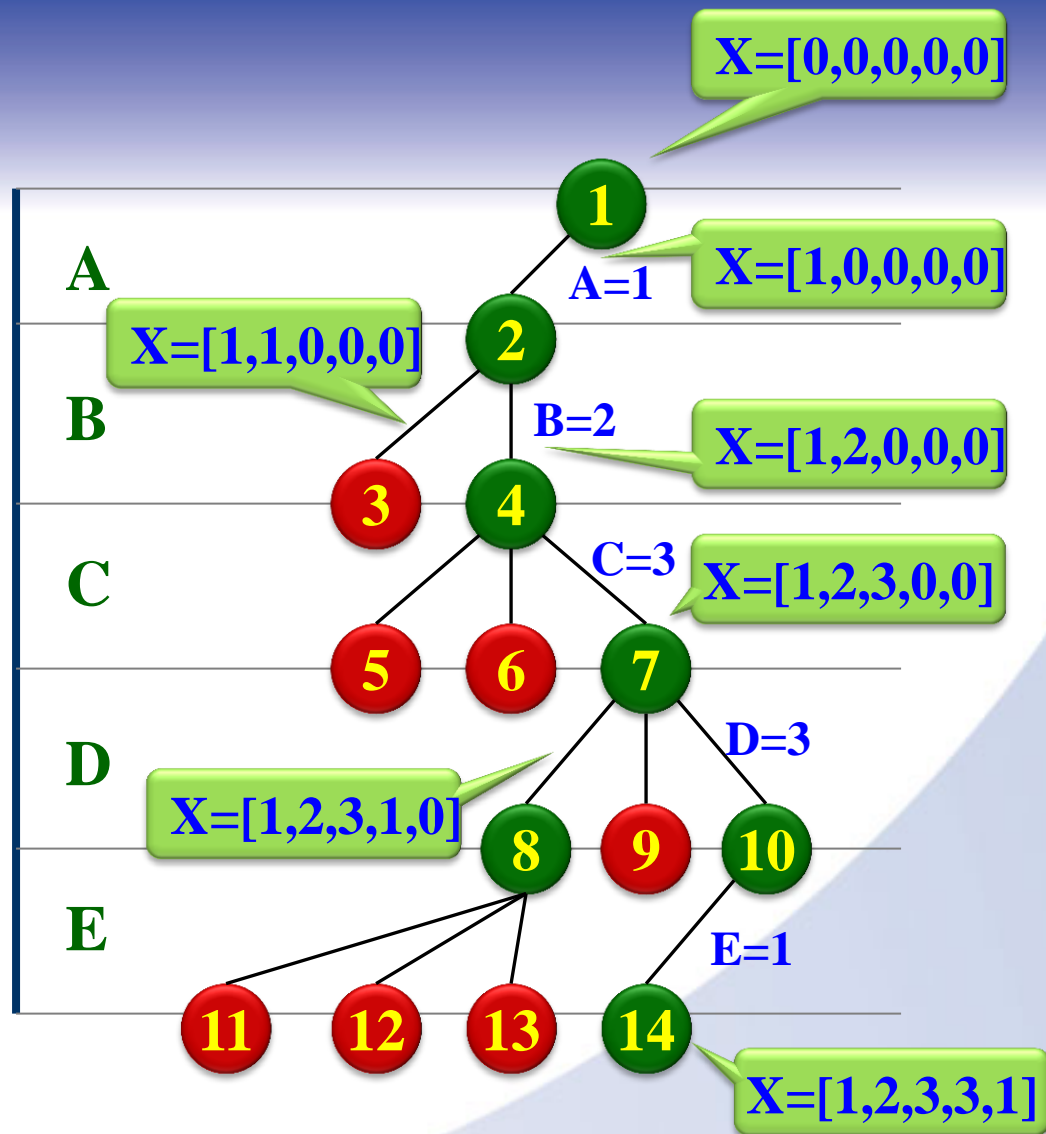 X=[0,0,0,0,0]
1
A
A=1
X=[1,0,0,0,0]
X=[1,1,0,0,0]
2
B
B=2
X=[1,2,0,0,0]
3
4
C
C=3
X=[1,2,3,0,0]
5
6
7
D
D=3
X=[1,2,3,1,0]
8
9
10
E
E=1
11
12
13
14
X=[1,2,3,3,1]